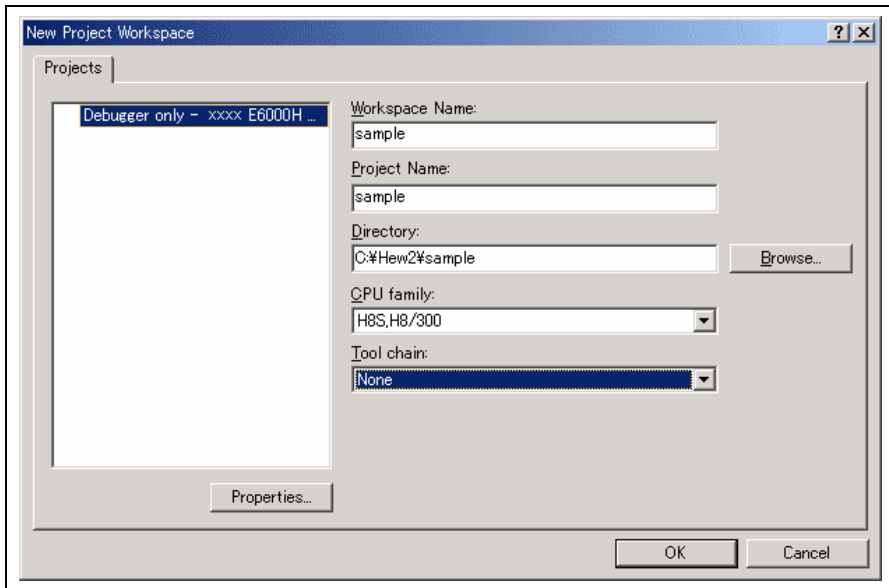 New Project Workspace
Projects
Debugger only - xxxx E6000H ...
Workspace Name:
sample
Project Name:
sample
Directory:
C:¥Hew2¥sample
Browse...
CPU family:
H8S,H8/300
Tool chain:
None
Properties...
OK
Cancel